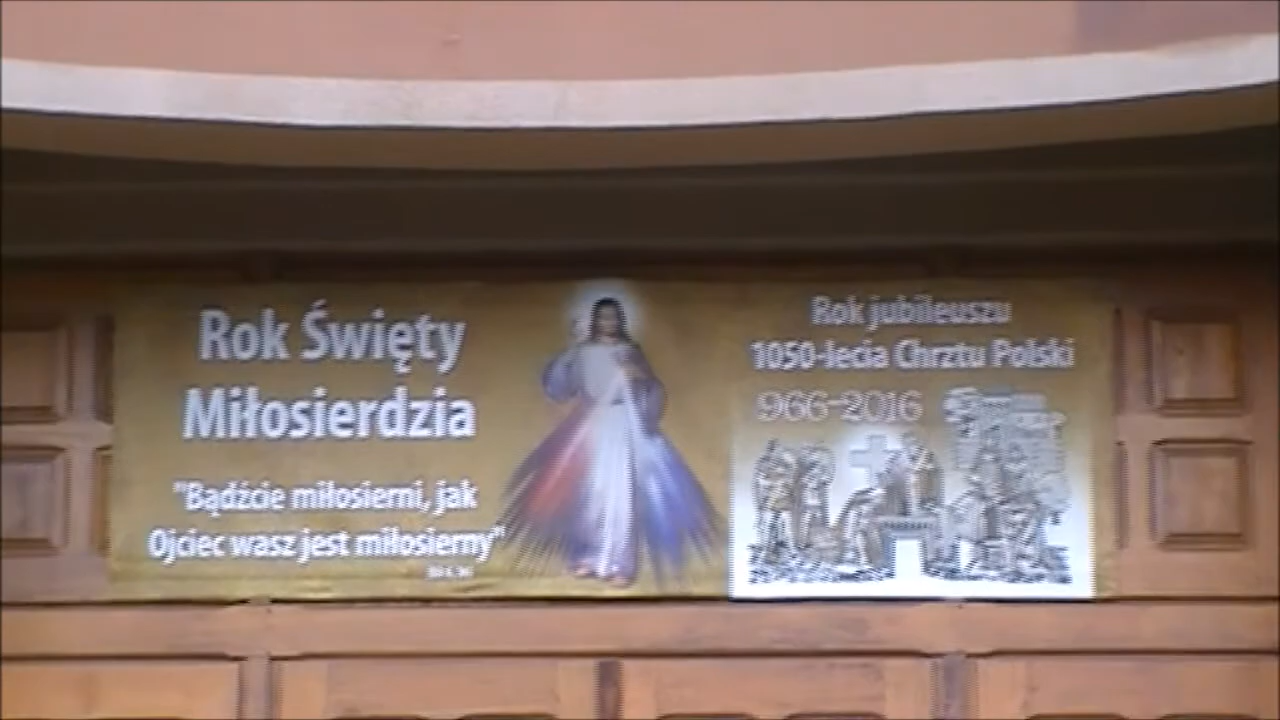 Rok Święty
Miłosierdzia
"Bądźcie miłosierni, jak
Ojciec wasz jest miłosierny"
Rok jubileuszu
1050-lecia Chrztu Polski
966-2016